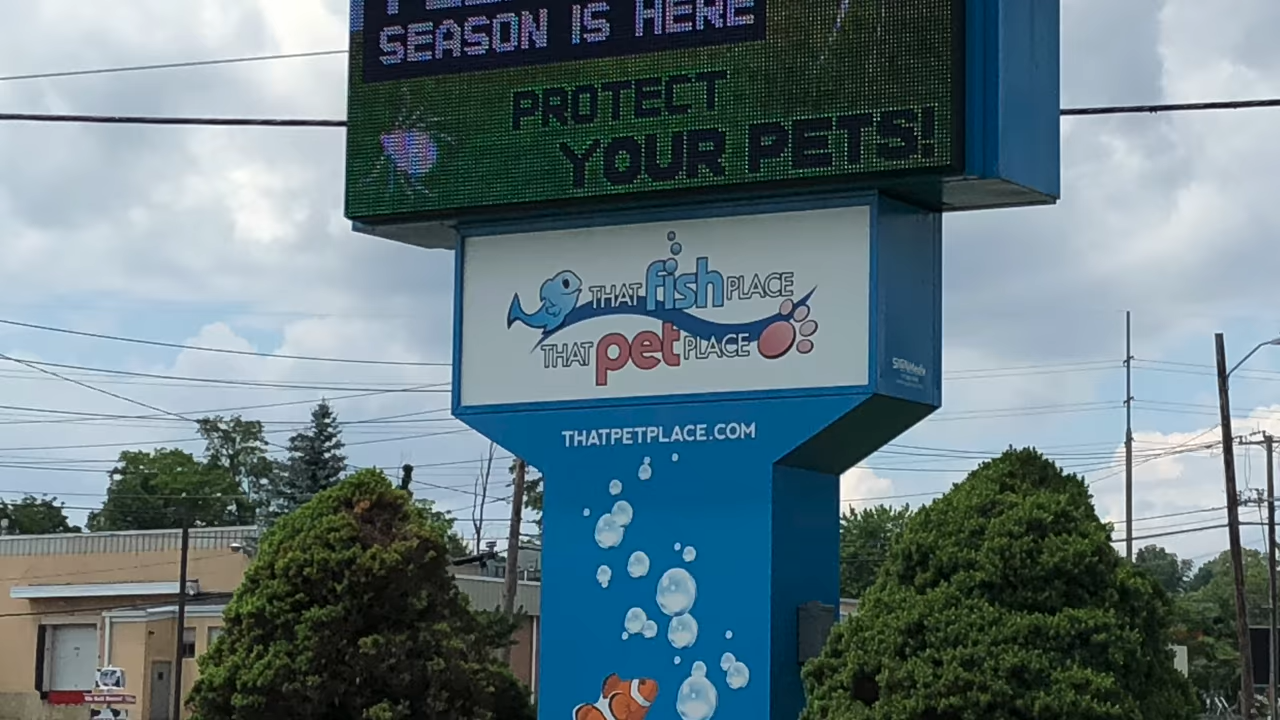 SEASON IS HERE
PROTECT
YOUR PETS!
THAT fish PLACE
THAT pet PLACE
THATPETPLACE.COM